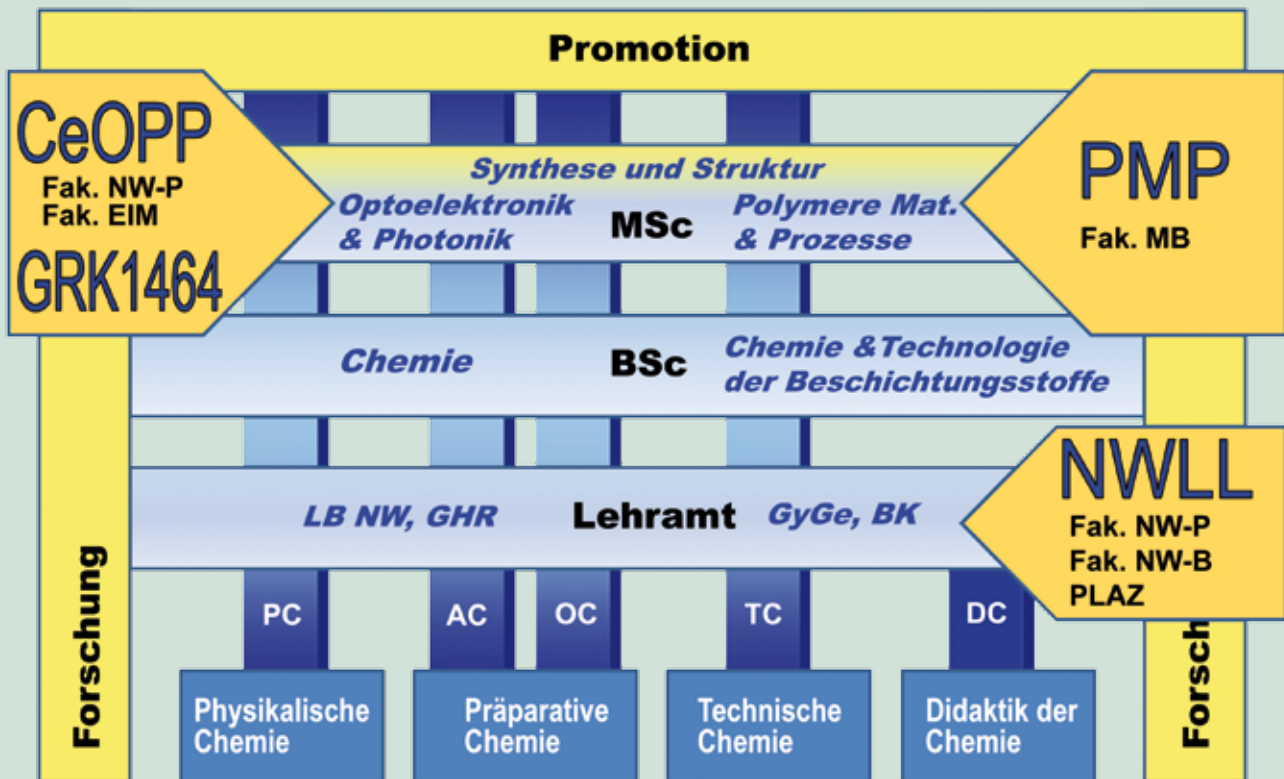 Promotion
CeOPP
Fak. NW-P
Fak. EIM
GRK1464
Synthese und Struktur
Optoelektronik
& Photonik
MSc
Polymere Mat.
& Prozesse
PMP
Fak. MB
Chemie
BSc
Chemie &Technologie
der Beschichtungsstoffe
LB NW, GHR
Lehramt
GyGe, BK
NWLL
Fak. NW-P
Fak. NW-B
PLAZ
Forschung
Forsch
PC
AC
OC
TC
DC
Physikalische
Chemie
Präparative
Chemie
Technische
Chemie
Didaktik der
Chemie